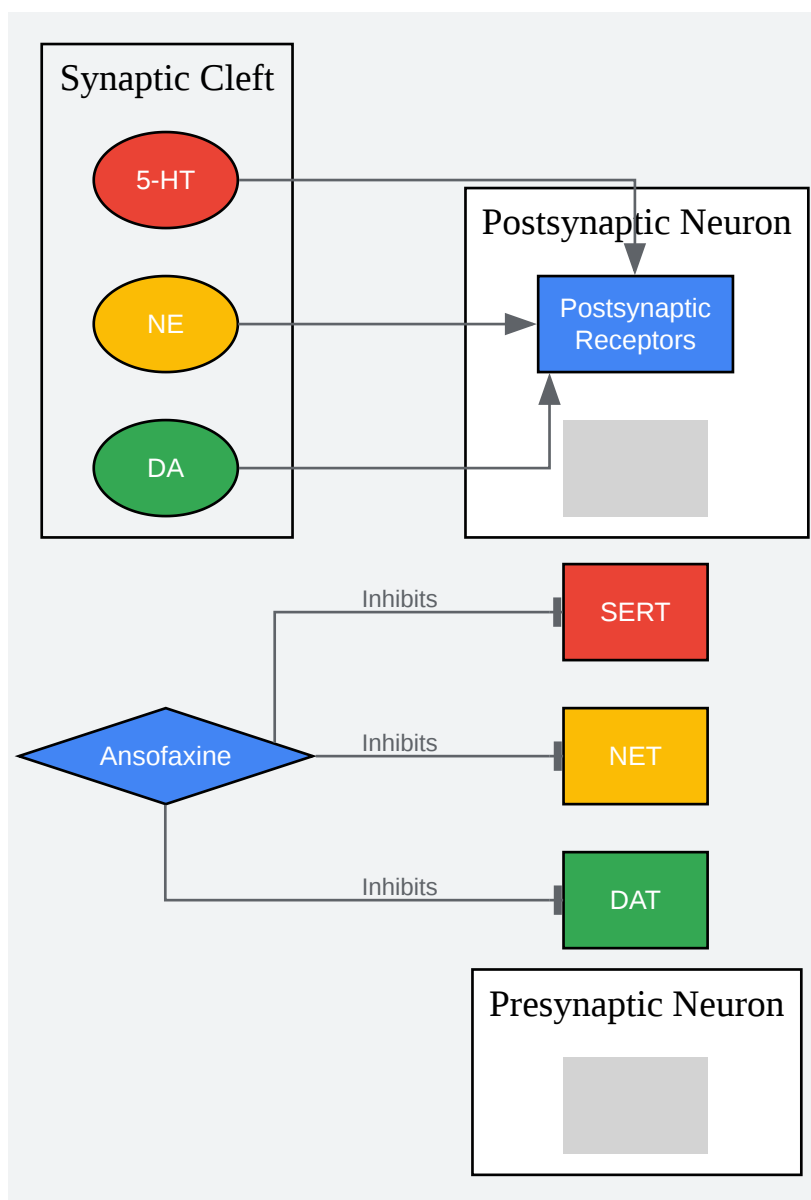 Synaptic Cleft
5-HT
Postsynaptic Neuron
NE
Postsynaptic
Receptors
DA
Inhibits
SERT
Ansofaxine
Inhibits
NET
Inhibits
DAT
Presynaptic Neuron